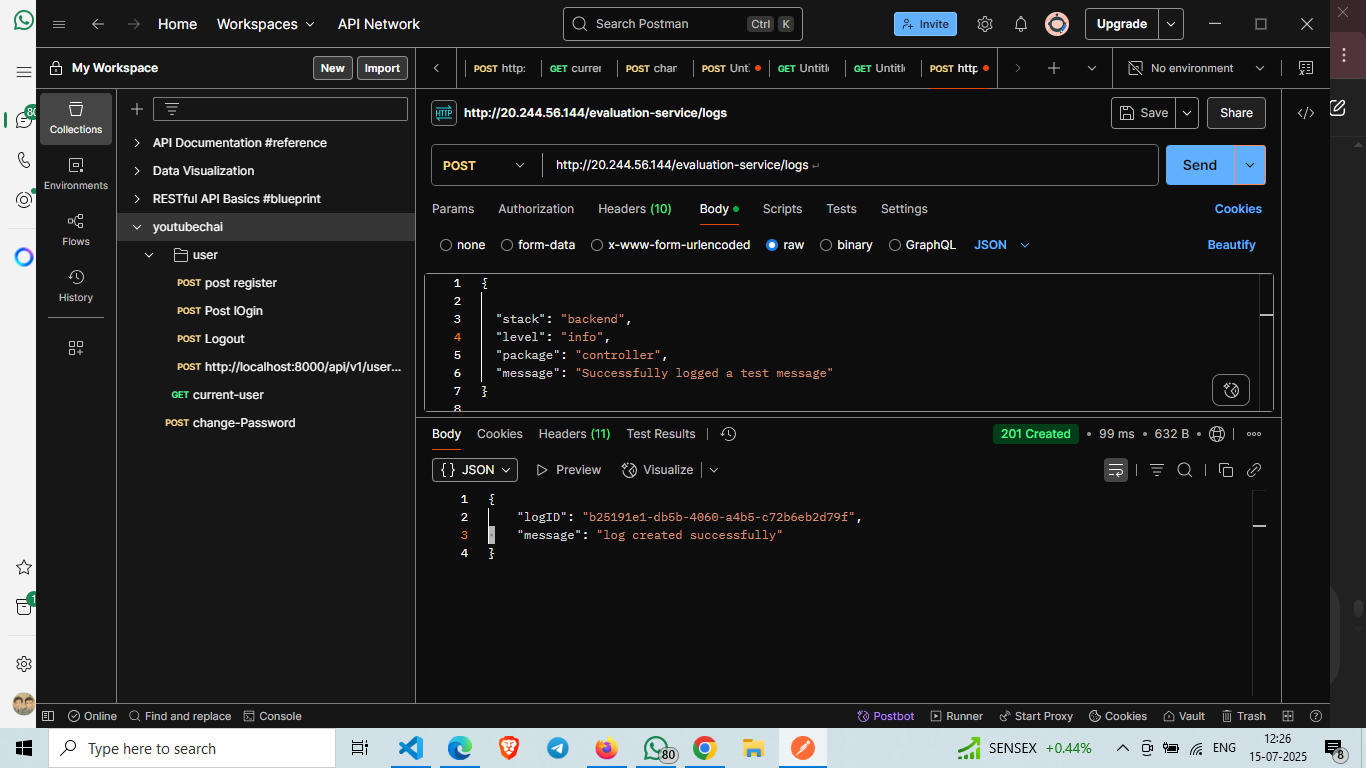 Home Workspaces API Network Search Postman Ctrl K Invite Upgrade
My Workspace New Import POST http: GET curre POST char POST Unt GET Untitle GET Untitle POST http No environment
80
Collections
Environments
Flows
History
API Documentation #reference
Data Visualization
RESTful API Basics #blueprint
youtubechai
user
POST post register
POST Post lOgin
POST Logout
POST http://localhost:8000/api/v1/user...
GET current-user
POST change-Password
HTTP http://20.244.56.144/evaluation-service/logs Save Share
POST http://20.244.56.144/evaluation-service/logs Send
Params Authorization Headers (10) Body Scripts Tests Settings Cookies
none form-data x-www-form-urlencoded raw binary GraphQL JSON Beautify
1 {
2
3 "stack": "backend",
4 "level": "info",
5 "package": "controller",
6 "message": "Successfully logged a test message"
7 }
8
Body Cookies Headers (11) Test Results 201 Created • 99 ms • 632 B
{ } JSON Preview Visualize
1 {
2 "logID": "b25191e1-db5b-4060-a4b5-c72b6eb2d79f",
3 "message": "log created successfully"
4 }
1
Online Find and replace Console Postbot Runner Start Proxy Cookies Vault Trash
Type here to search 80 SENSEX +0.44% ENG 12:26
15-07-2025 8